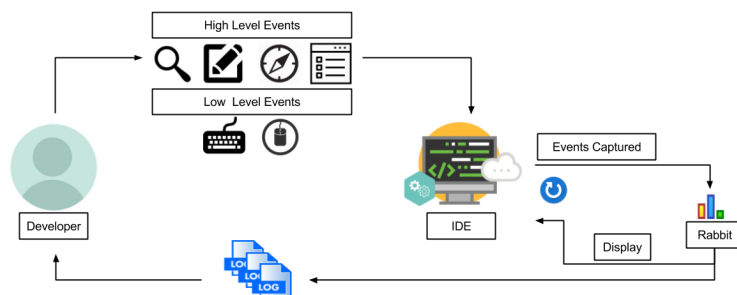 High Level Events
Low Level Events
Events Captured
Developer
IDE
Rabbit
Display
LOG
LOG
LOG